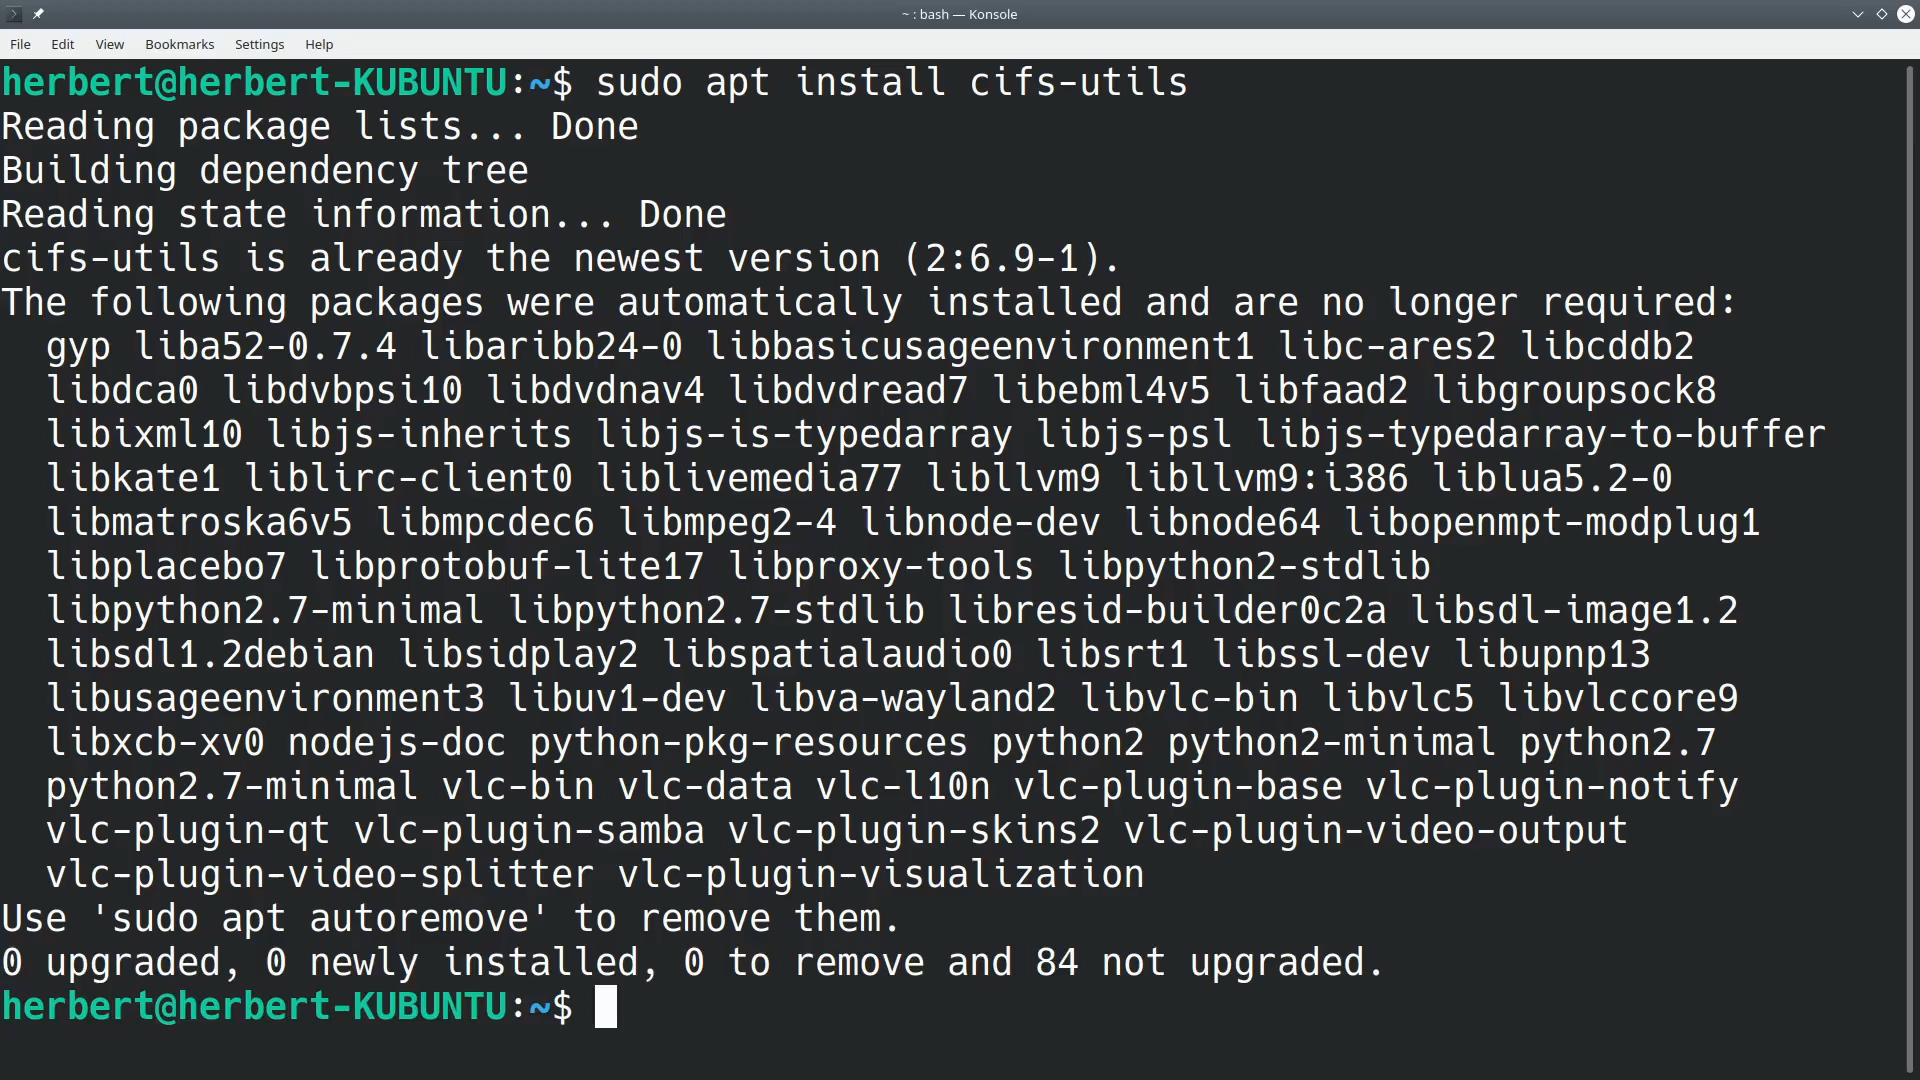 ~ : bash — Konsole
File Edit View Bookmarks Settings Help
herbert@herbert-KUBUNTU:~$ sudo apt install cifs-utils
Reading package lists... Done
Building dependency tree
Reading state information... Done
cifs-utils is already the newest version (2:6.9-1).
The following packages were automatically installed and are no longer required:
  gyp liba52-0.7.4 libaribb24-0 libbasicusageenvironment1 libc-ares2 libcddb2
  libdca0 libdvbpsi10 libdvdnav4 libdvdread7 libebml4v5 libfaad2 libgroupsock8
  libixml10 libjs-inherits libjs-is-typedarray libjs-psl libjs-typedarray-to-buffer
  libkate1 liblirc-client0 liblivemedia77 libllvm9 libllvm9:i386 liblua5.2-0
  libmatroska6v5 libmpcdec6 libmpeg2-4 libnode-dev libnode64 libopenmpt-modplug1
  libplacebo7 libprotobuf-lite17 libproxy-tools libpython2-stdlib
  libpython2.7-minimal libpython2.7-stdlib libresid-builder0c2a libsdl-image1.2
  libsdl1.2debian libsidplay2 libspatialaudio0 libsrt1 libssl-dev libupnp13
  libusageenvironment3 libuv1-dev libva-wayland2 libvlc-bin libvlc5 libvlccore9
  libxcb-xv0 nodejs-doc python-pkg-resources python2 python2-minimal python2.7
  python2.7-minimal vlc-bin vlc-data vlc-l10n vlc-plugin-base vlc-plugin-notify
  vlc-plugin-qt vlc-plugin-samba vlc-plugin-skins2 vlc-plugin-video-output
  vlc-plugin-video-splitter vlc-plugin-visualization
Use 'sudo apt autoremove' to remove them.
0 upgraded, 0 newly installed, 0 to remove and 84 not upgraded.
herbert@herbert-KUBUNTU:~$